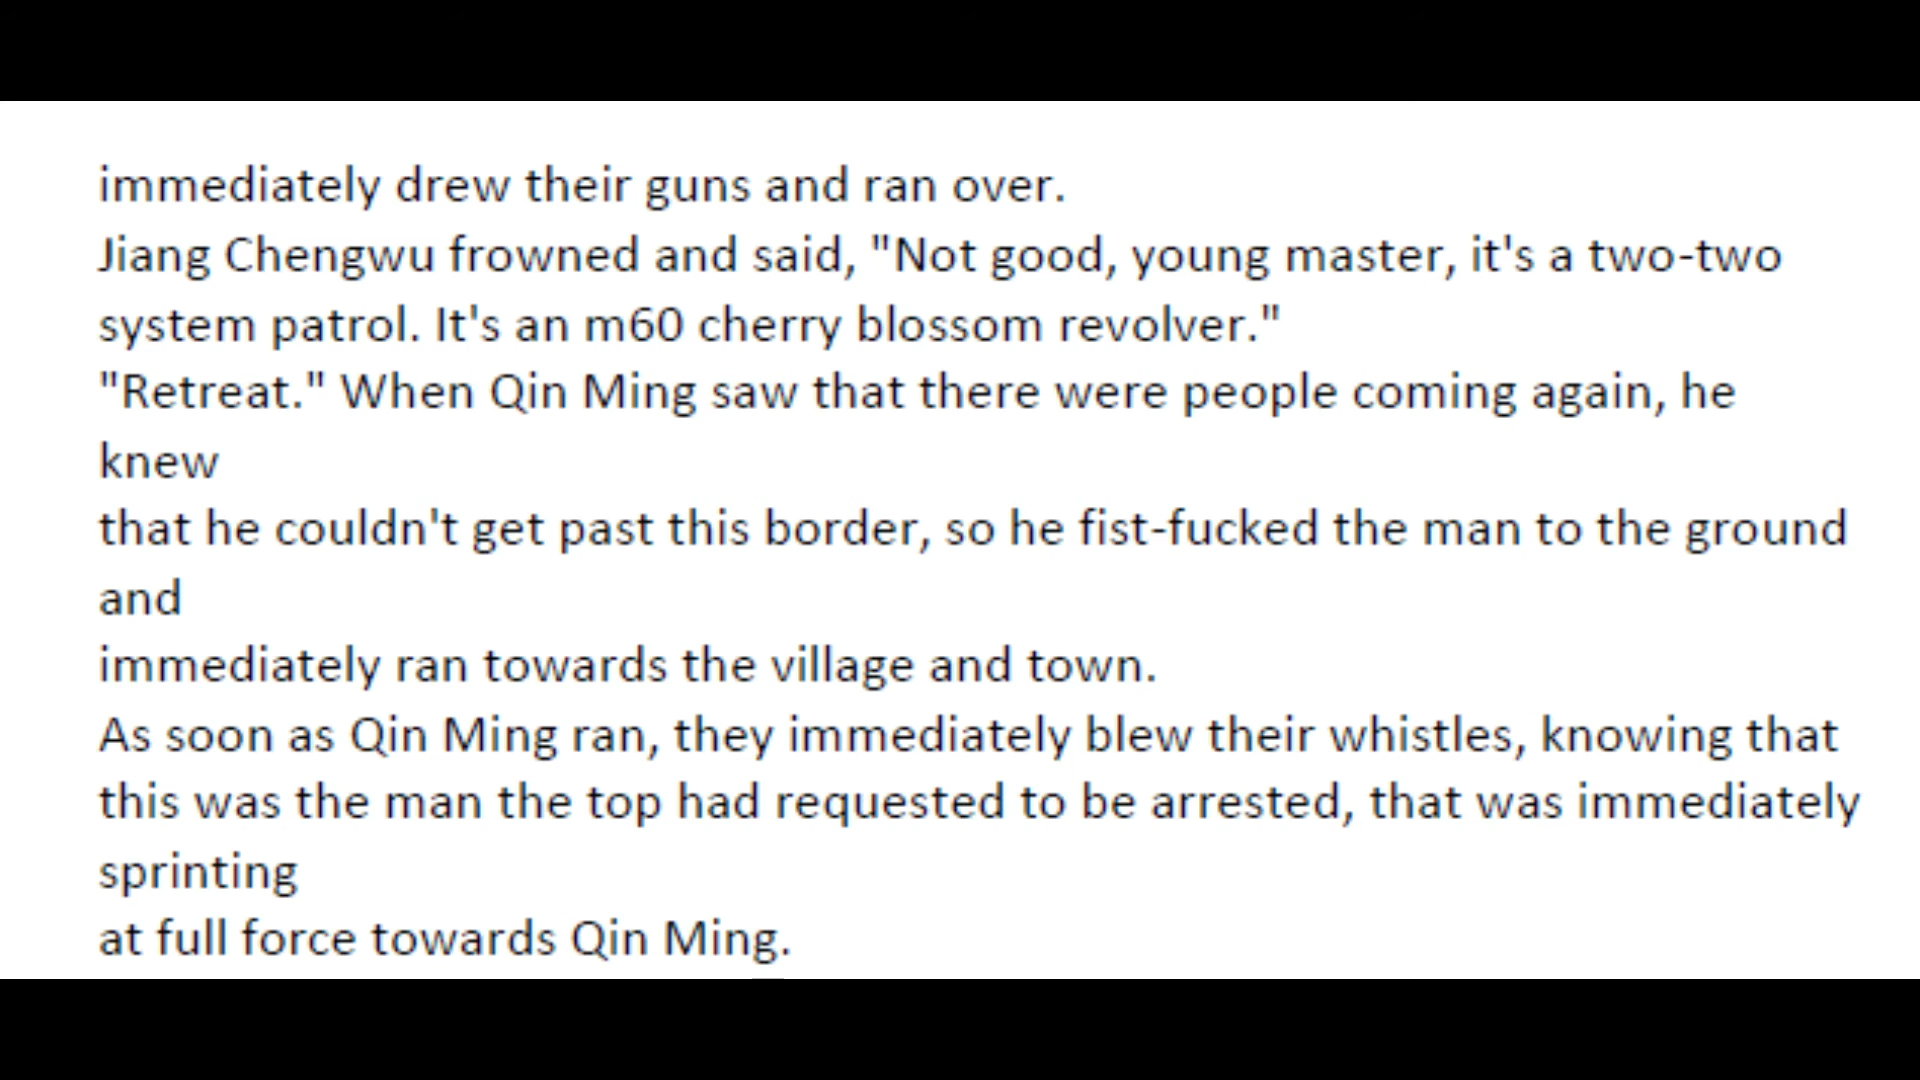 immediately drew their guns and ran over.
Jiang Chengwu frowned and said, "Not good, young master, it's a two-two
system patrol. It's an m60 cherry blossom revolver."
"Retreat." When Qin Ming saw that there were people coming again, he
knew
that he couldn't get past this border, so he fist-fucked the man to the ground
and
immediately ran towards the village and town.
As soon as Qin Ming ran, they immediately blew their whistles, knowing that
this was the man the top had requested to be arrested, that was immediately
sprinting
at full force towards Qin Ming.